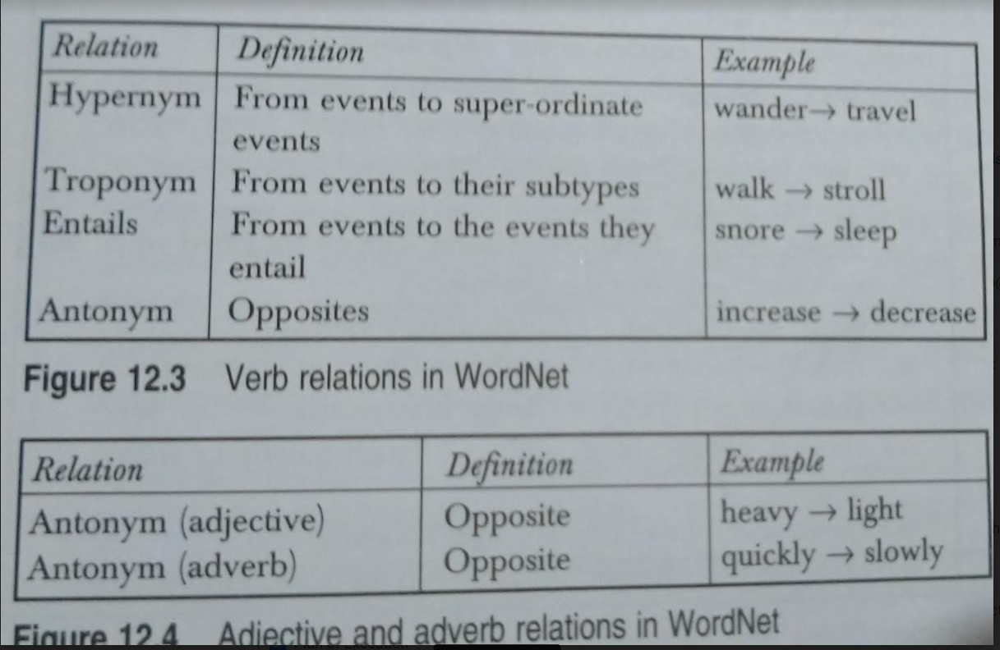 Relation Definition Example
Hypernym From events to super-ordinate wander→ travel
events
Troponym From events to their subtypes walk → stroll
Entails From events to the events they snore → sleep
entail
Antonym Opposites increase → decrease
Figure 12.3 Verb relations in WordNet
Relation Definition Example
Antonym (adjective) Opposite heavy → light
Antonym (adverb) Opposite quickly → slowly
Figure 12.4 Adjective and adverb relations in WordNet